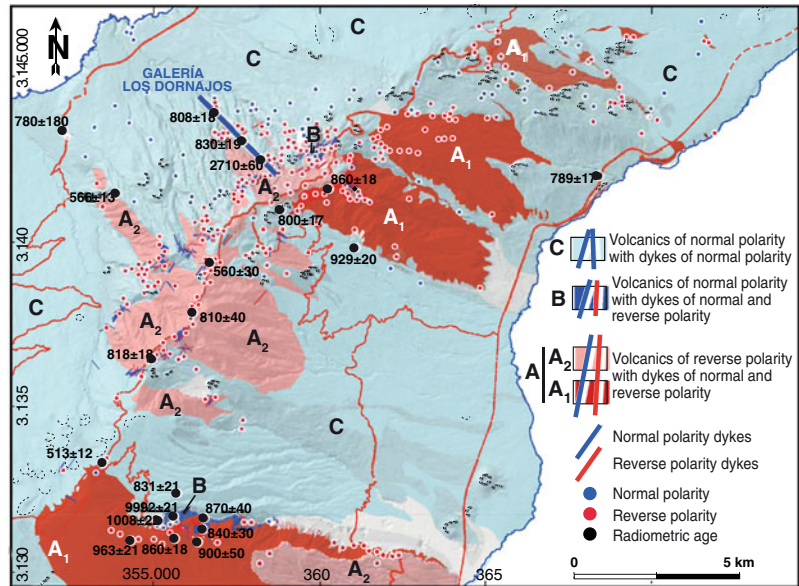 N
3.145.000
C
C
A1
C
GALERÍA
LOS DORNAJOS
780±180
808±18
830±19
2710±60
B
A1
860±18
789±17
A2
566±13
A2
800±17
A1
3.140
929±20
560±30
C
A2
810±40
A2
818±18
3.135
A2
C
513±12
831±21
B
9992±21
870±40
1008±22
840±30
963±21
860±18
900±50
A1
A2
3.130
355.000
360
365
C Volcanics of normal polarity
with dykes of normal polarity
B Volcanics of normal polarity
with dykes of normal and
reverse polarity
A A2 Volcanics of reverse polarity
A1 with dykes of normal and
reverse polarity
Normal polarity dykes
Reverse polarity dykes
Normal polarity
Reverse polarity
Radiometric age
0 5 km